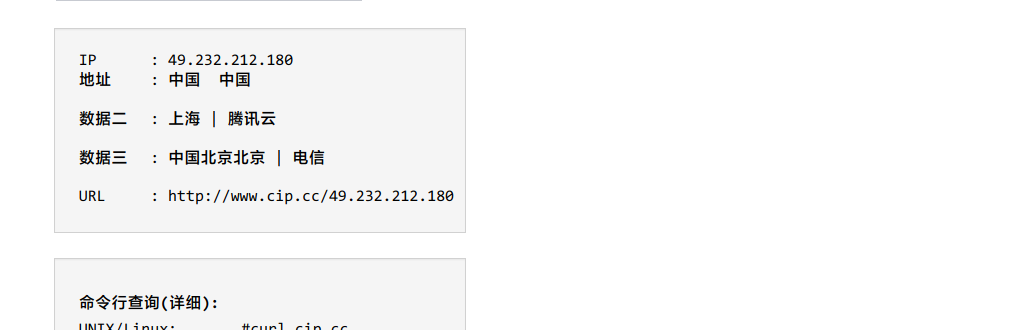 IP : 49.232.212.180
地址 : 中国 中国
数据二 : 上海 | 腾讯云
数据三 : 中国北京北京 | 电信
URL : http://www.cip.cc/49.232.212.180
命令行查询(详细):
UNIX/Linux: #curl cip.cc